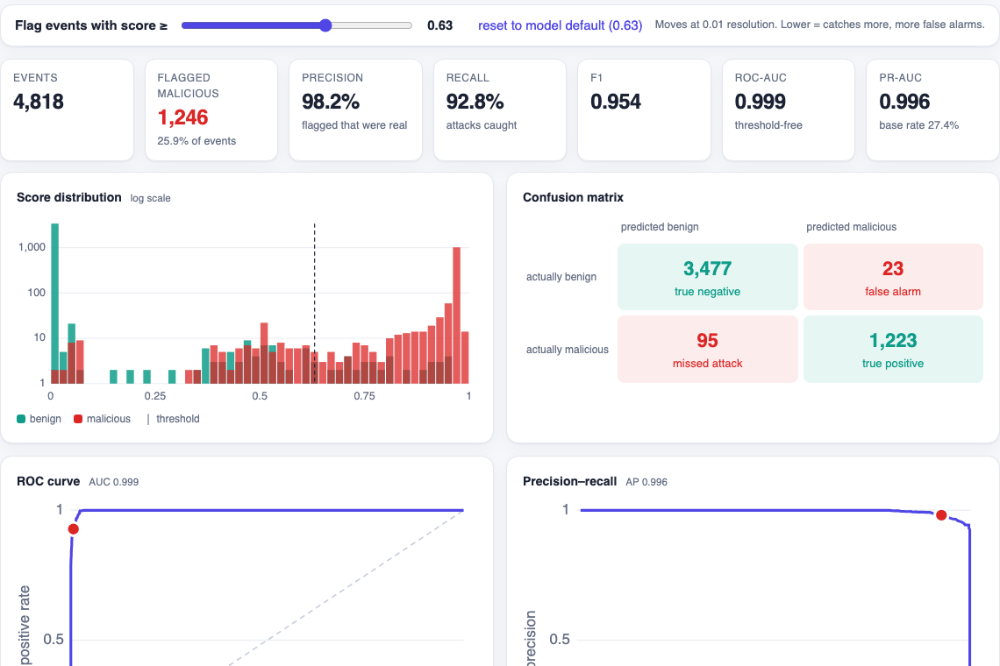 Flag events with score ≥ 0.63 reset to model default (0.63) Moves at 0.01 resolution. Lower = catches more, more false alarms.
EVENTS
4,818
FLAGGED
MALICIOUS
1,246
25.9% of events
PRECISION
98.2%
flagged that were real
RECALL
92.8%
attacks caught
F1
0.954
ROC-AUC
0.999
threshold-free
PR-AUC
0.996
base rate 27.4%
Score distribution log scale
1,000
100
10
1
0 0.25 0.5 0.75 1
benign malicious threshold
Confusion matrix
predicted benign predicted malicious
actually benign
3,477
true negative
23
false alarm
actually malicious
95
missed attack
1,223
true positive
ROC curve AUC 0.999
1
0.5
positive rate
Precision–recall AP 0.996
1
0.5
precision